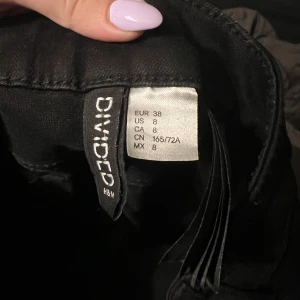 DIVIDED
H&M
EUR 38
US 8
CA 8
CN 165/72A
MX 8